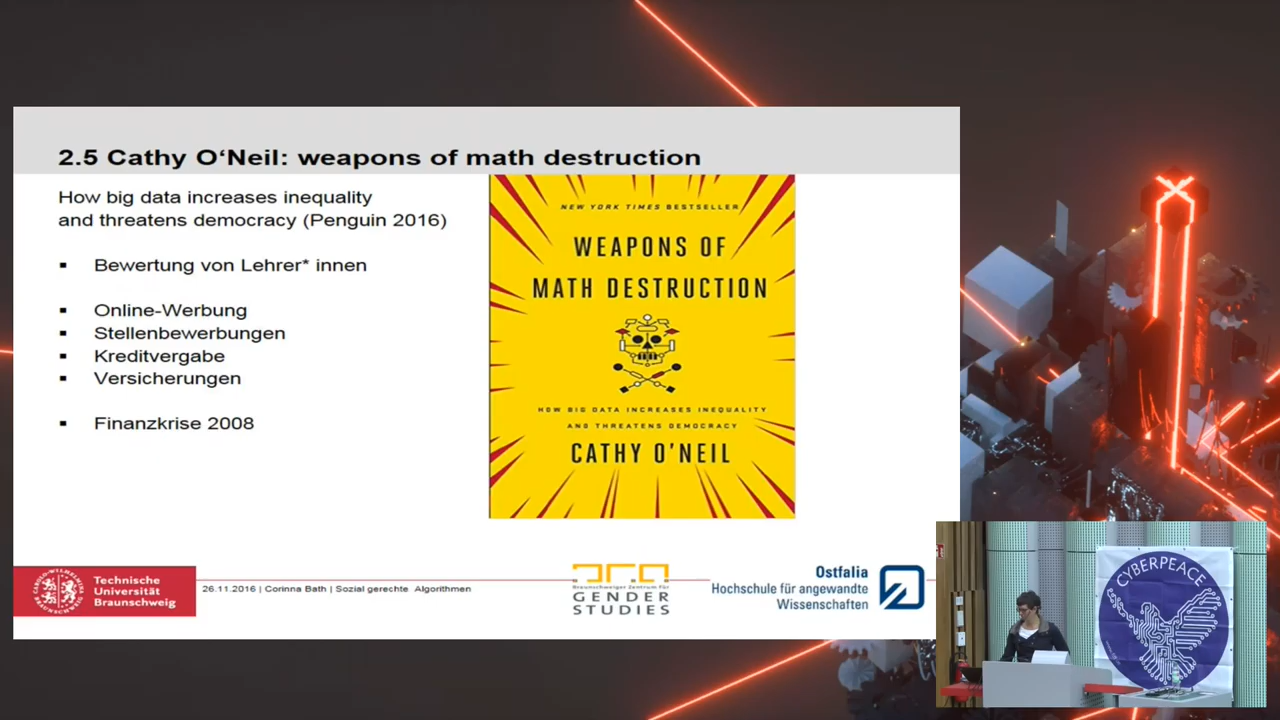 2.5 Cathy O‘Neil: weapons of math destruction
How big data increases inequality
and threatens democracy (Penguin 2016)
▪ Bewertung von Lehrer* innen
▪ Online-Werbung
▪ Stellenbewerbungen
▪ Kreditvergabe
▪ Versicherungen
▪ Finanzkrise 2008
NEW YORK TIMES BESTSELLER
WEAPONS OF
MATH DESTRUCTION
HOW BIG DATA INCREASES INEQUALITY
AND THREATENS DEMOCRACY
CATHY O'NEIL
Technische
Universität
Braunschweig
26.11.2016 | Corinna Bath | Sozial gerechte Algorithmen
Braunschweiger Zentrum für
GENDER
STUDIES
Ostfalia
Hochschule für angewandte
Wissenschaften
CYBERPEACE